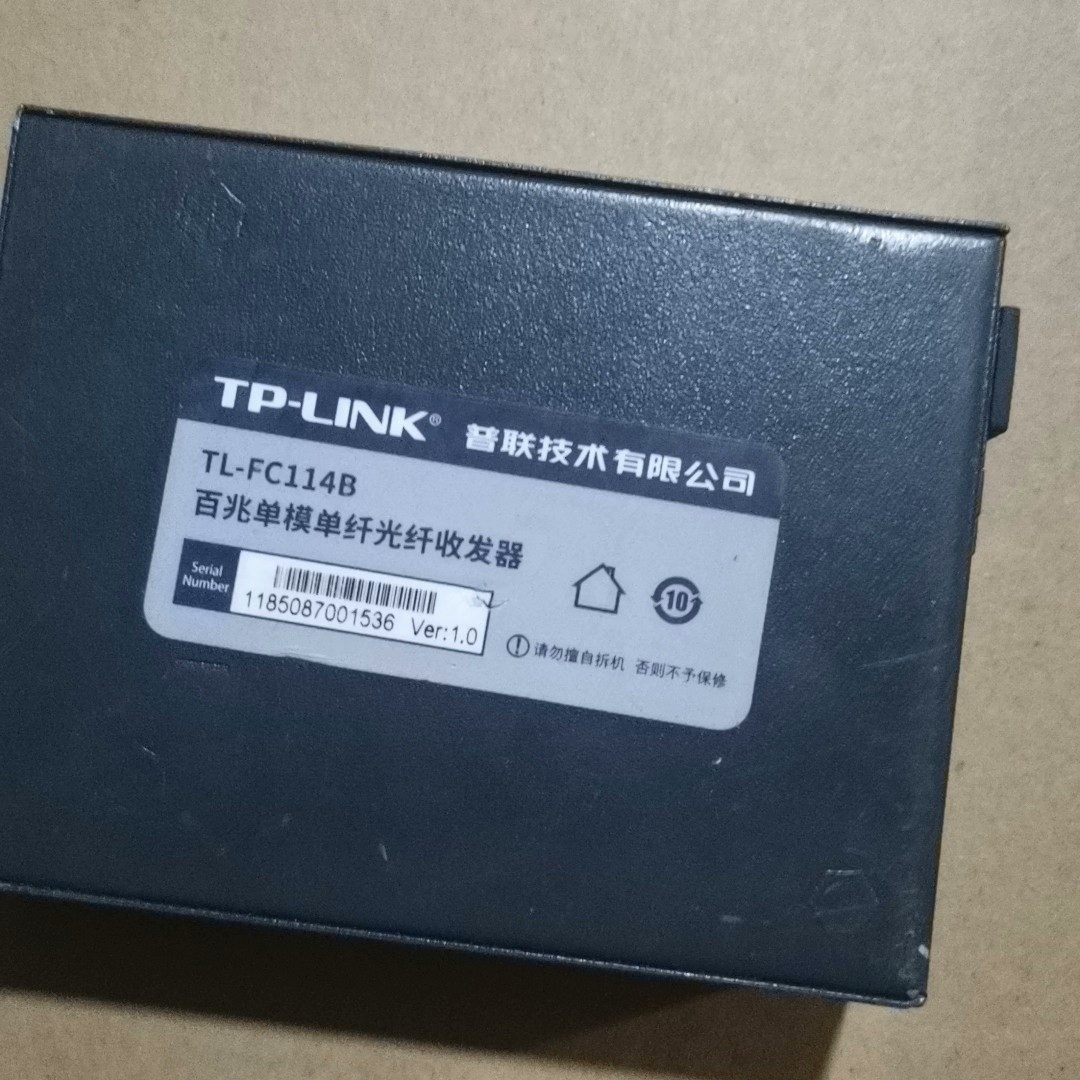 TP-LINK® 普联技术有限公司
TL-FC114B
百兆单模单纤光纤收发器
Serial
Number
1185087001536 Ver:1.0
10
请勿擅自拆机 否则不予保修